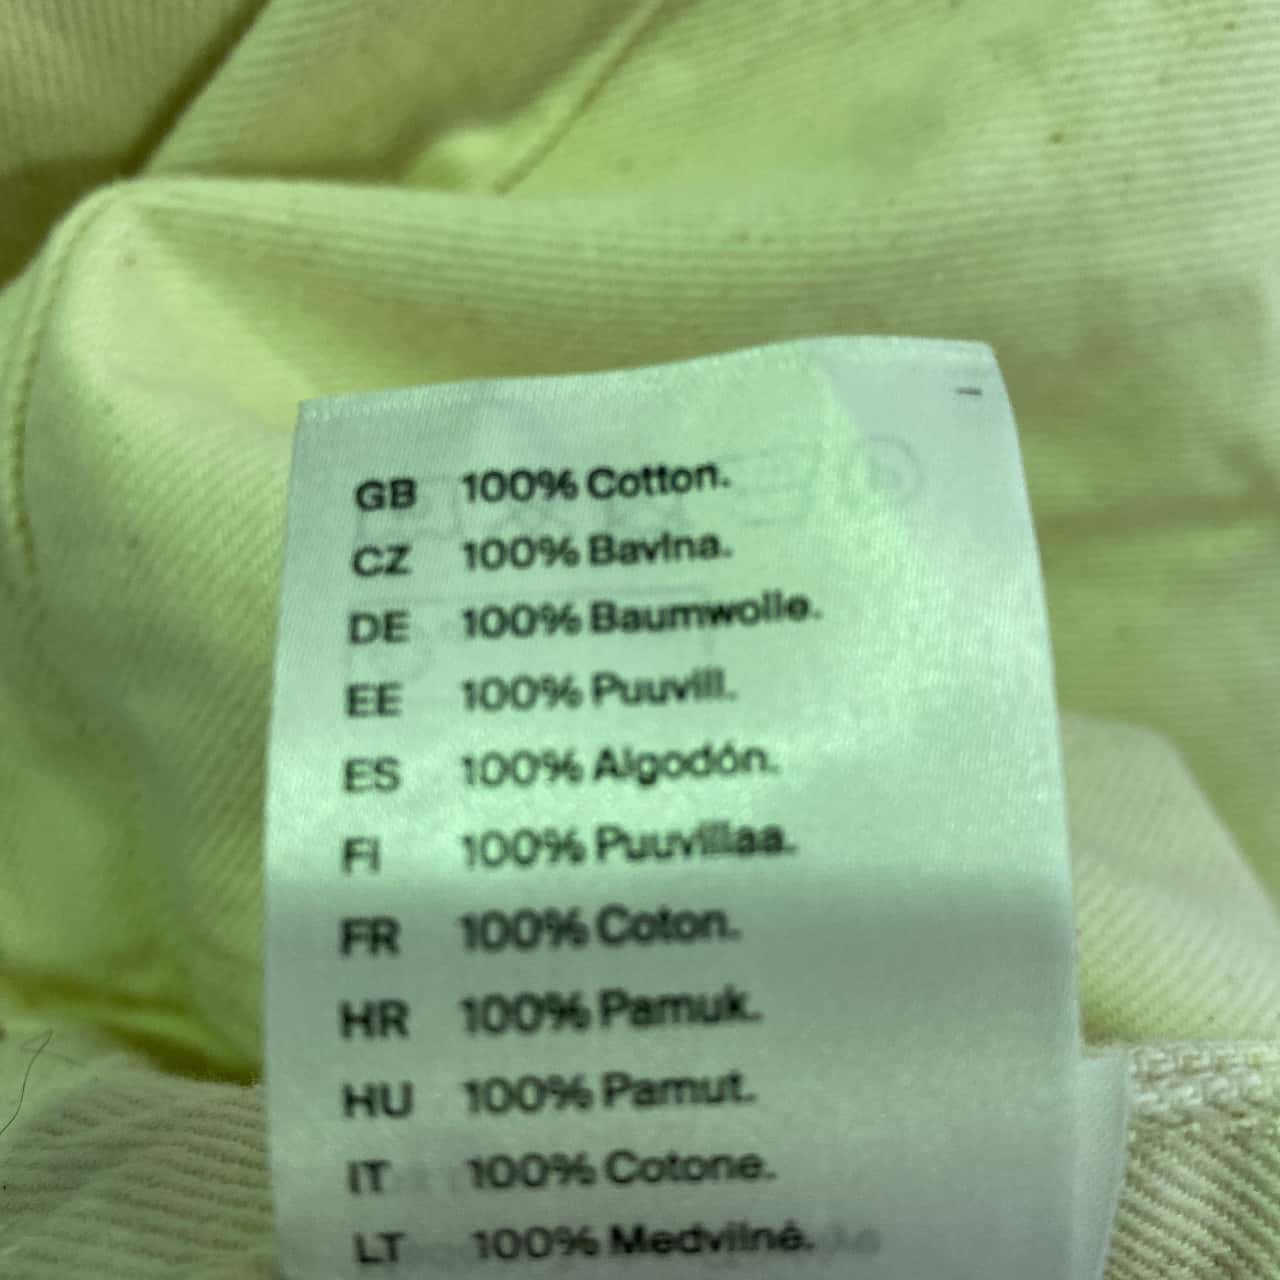 GB 100% Cotton.
CZ 100% Bavlna.
DE 100% Baumwolle.
EE 100% Puuvill.
ES 100% Algodón.
FI 100% Puuvillaa.
FR 100% Coton.
HR 100% Pamuk.
HU 100% Pamut.
IT 100% Cotone.
LT 100% Medvilnė.